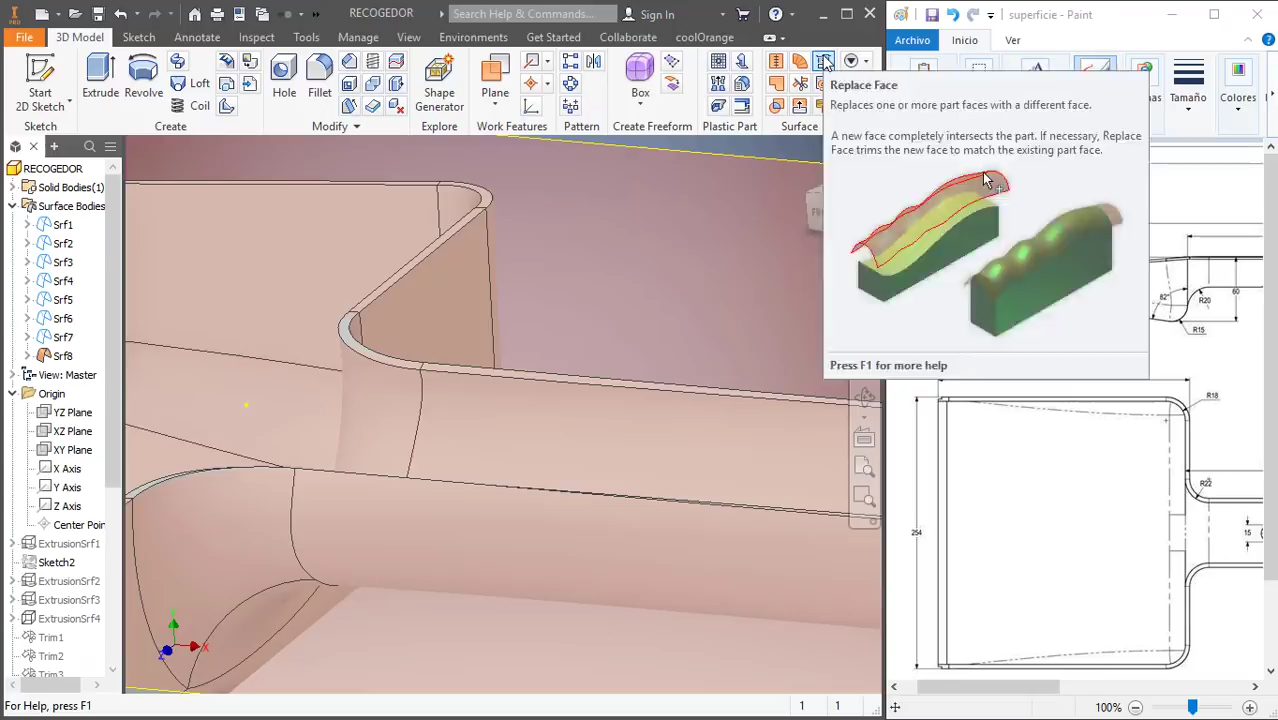 PRO
RECOGEDOR
Search Help & Commands...
Sign In
superficie - Paint
File
3D Model
Sketch
Annotate
Inspect
Tools
Manage
View
Environments
Get Started
Collaborate
coolOrange
Archivo
Inicio
Ver
Start
2D Sketch
Extrude
Revolve
Loft
Coil
Hole
Fillet
Shape
Generator
Plane
Box
Tamaño
Colores
Sketch
Create
Modify
Explore
Work Features
Pattern
Create Freeform
Plastic Part
Surface
Replace Face
Replaces one or more part faces with a different face.
A new face completely intersects the part. If necessary, Replace
Face trims the new face to match the existing part face.
Press F1 for more help
RECOGEDOR
Solid Bodies(1)
Surface Bodies
Srf1
Srf2
Srf3
Srf4
Srf5
Srf6
Srf7
Srf8
View: Master
Origin
YZ Plane
XZ Plane
XY Plane
X Axis
Y Axis
Z Axis
Center Poin
ExtrusionSrf1
Sketch2
ExtrusionSrf2
ExtrusionSrf3
ExtrusionSrf4
Trim1
Trim2
Trim3
Y
X
Z
82°
R20
60
R15
R18
R22
254
15
For Help, press F1
1
1
100%